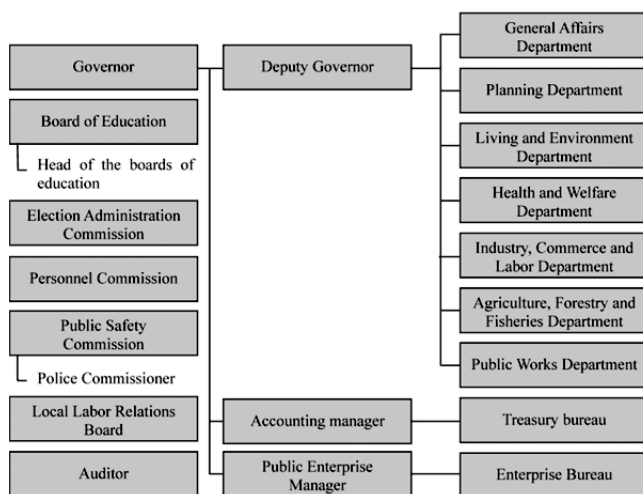 Governor
Board of Education
Head of the boards of
education
Election Administration
Commission
Personnel Commission
Public Safety
Commission
Police Commissioner
Local Labor Relations
Board
Auditor
Deputy Governor
Accounting manager
Public Enterprise
Manager
General Affairs
Department
Planning Department
Living and Environment
Department
Health and Welfare
Department
Industry, Commerce and
Labor Department
Agriculture, Forestry and
Fisheries Department
Public Works Department
Treasury bureau
Enterprise Bureau